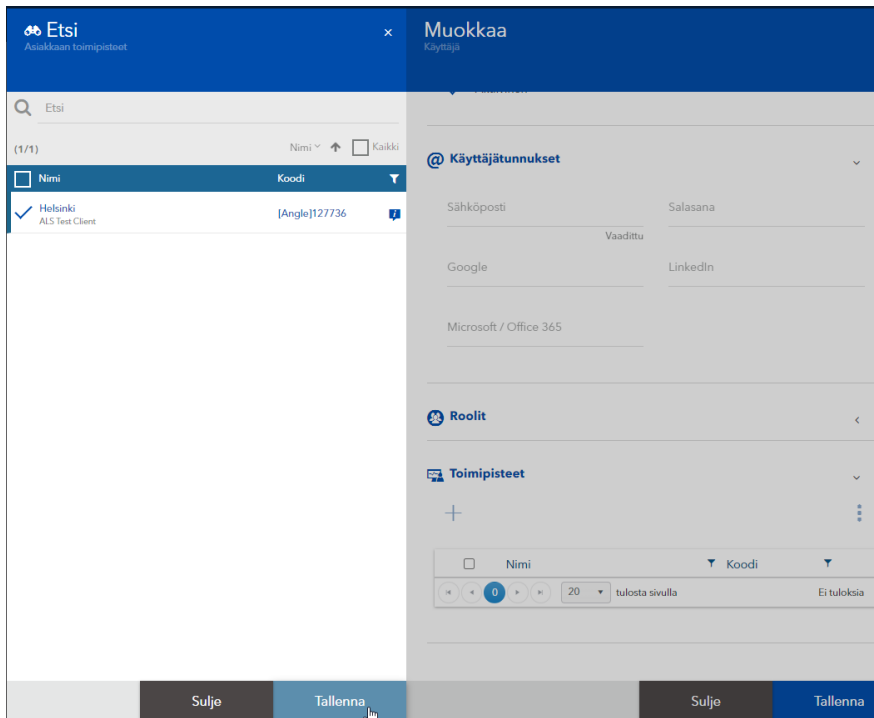 Etsi
Asiakkaan toimipisteet
×
Etsi
(1/1)
Nimi
Kaikki
Nimi Koodi
Helsinki [Angle]127736
ALS Test Client
Sulje Tallenna
Muokkaa
Käyttäjä
Käyttäjätunnukset
Sähköposti Salasana
Vaadittu
Google LinkedIn
Microsoft / Office 365
Roolit
Toimipisteet
Nimi Koodi
0 20 tulosta sivulla Ei tuloksia
Sulje Tallenna